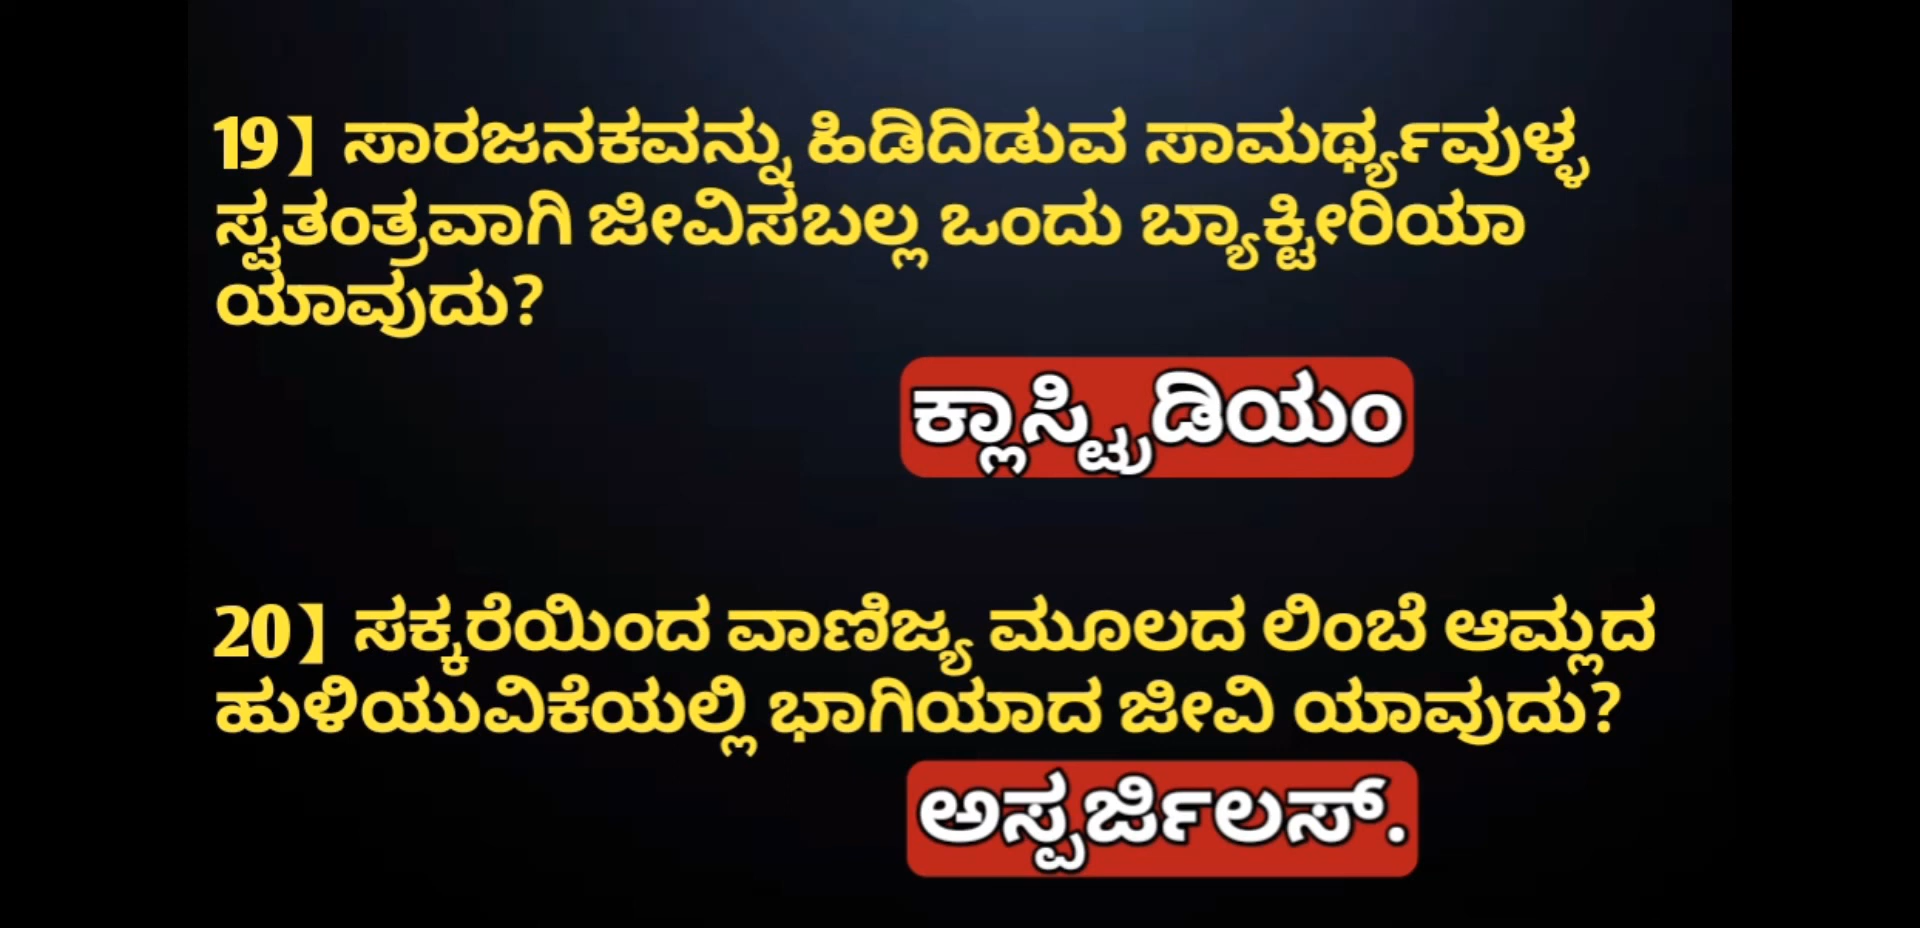 19】 ಸಾರಜನಕವನ್ನು ಹಿಡಿದಿಡುವ ಸಾಮರ್ಥ್ಯವುಳ್ಳ
ಸ್ವತಂತ್ರವಾಗಿ ಜೀವಿಸಬಲ್ಲ ಒಂದು ಬ್ಯಾಕ್ಟೀರಿಯಾ
ಯಾವುದು?
ಕ್ಲಾಸ್ಟ್ರಿಡಿಯಂ
20】 ಸಕ್ಕರೆಯಿಂದ ವಾಣಿಜ್ಯ ಮೂಲದ ಲಿಂಬೆ ಆಮ್ಲದ
ಹುಳಿಯುವಿಕೆಯಲ್ಲಿ ಭಾಗಿಯಾದ ಜೀವಿ ಯಾವುದು?
ಅಸ್ಪರ್ಜಿಲಸ್.